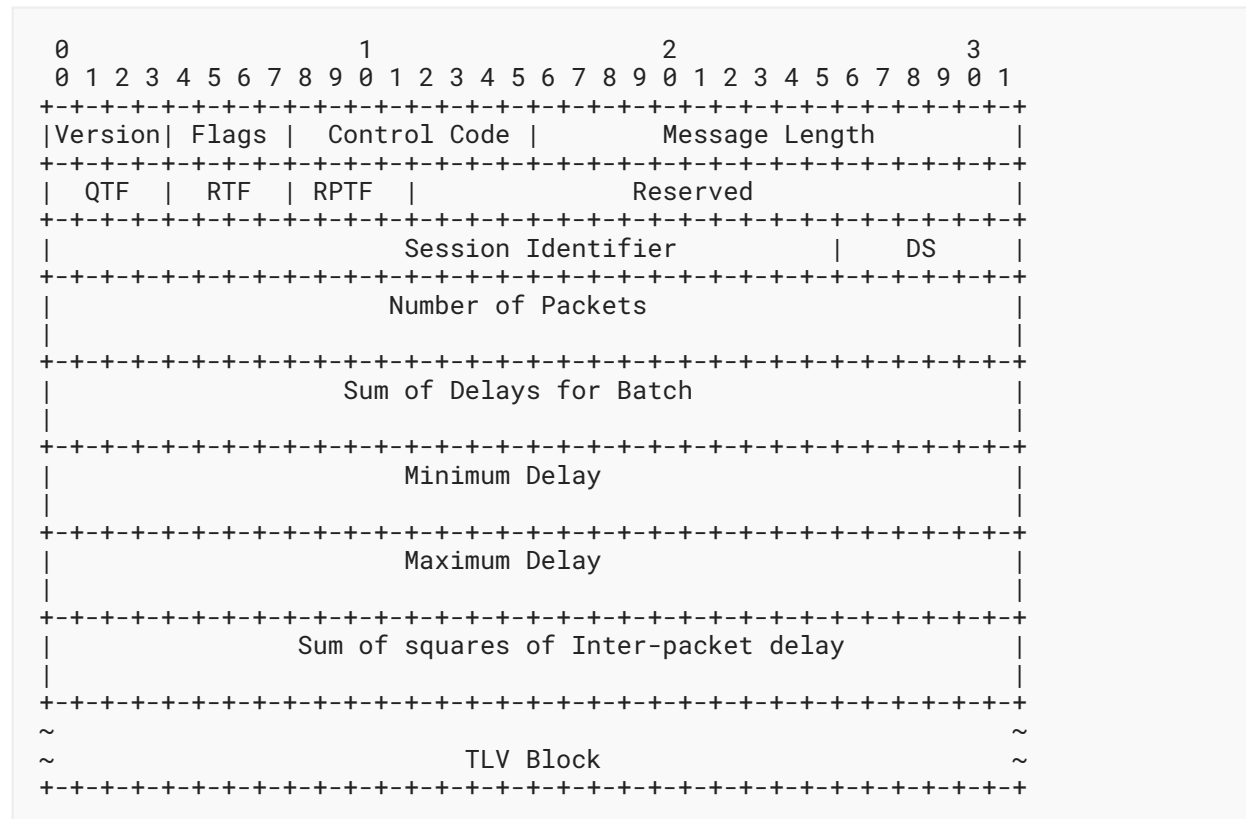 0                   1                   2                   3
 0 1 2 3 4 5 6 7 8 9 0 1 2 3 4 5 6 7 8 9 0 1 2 3 4 5 6 7 8 9 0 1
+-+-+-+-+-+-+-+-+-+-+-+-+-+-+-+-+-+-+-+-+-+-+-+-+-+-+-+-+-+-+-+-+
|Version| Flags |  Control Code |        Message Length         |
+-+-+-+-+-+-+-+-+-+-+-+-+-+-+-+-+-+-+-+-+-+-+-+-+-+-+-+-+-+-+-+-+
|  QTF  |  RTF  | RPTF  |              Reserved                 |
+-+-+-+-+-+-+-+-+-+-+-+-+-+-+-+-+-+-+-+-+-+-+-+-+-+-+-+-+-+-+-+-+
|                       Session Identifier          |    DS     |
+-+-+-+-+-+-+-+-+-+-+-+-+-+-+-+-+-+-+-+-+-+-+-+-+-+-+-+-+-+-+-+-+
|                      Number of Packets                        |
|                                                               |
+-+-+-+-+-+-+-+-+-+-+-+-+-+-+-+-+-+-+-+-+-+-+-+-+-+-+-+-+-+-+-+-+
|                   Sum of Delays for Batch                     |
|                                                               |
+-+-+-+-+-+-+-+-+-+-+-+-+-+-+-+-+-+-+-+-+-+-+-+-+-+-+-+-+-+-+-+-+
|                       Minimum Delay                           |
|                                                               |
+-+-+-+-+-+-+-+-+-+-+-+-+-+-+-+-+-+-+-+-+-+-+-+-+-+-+-+-+-+-+-+-+
|                       Maximum Delay                           |
|                                                               |
+-+-+-+-+-+-+-+-+-+-+-+-+-+-+-+-+-+-+-+-+-+-+-+-+-+-+-+-+-+-+-+-+
|                Sum of squares of Inter-packet delay           |
|                                                               |
+-+-+-+-+-+-+-+-+-+-+-+-+-+-+-+-+-+-+-+-+-+-+-+-+-+-+-+-+-+-+-+-+
~                                                               ~
~                           TLV Block                           ~
+-+-+-+-+-+-+-+-+-+-+-+-+-+-+-+-+-+-+-+-+-+-+-+-+-+-+-+-+-+-+-+-+